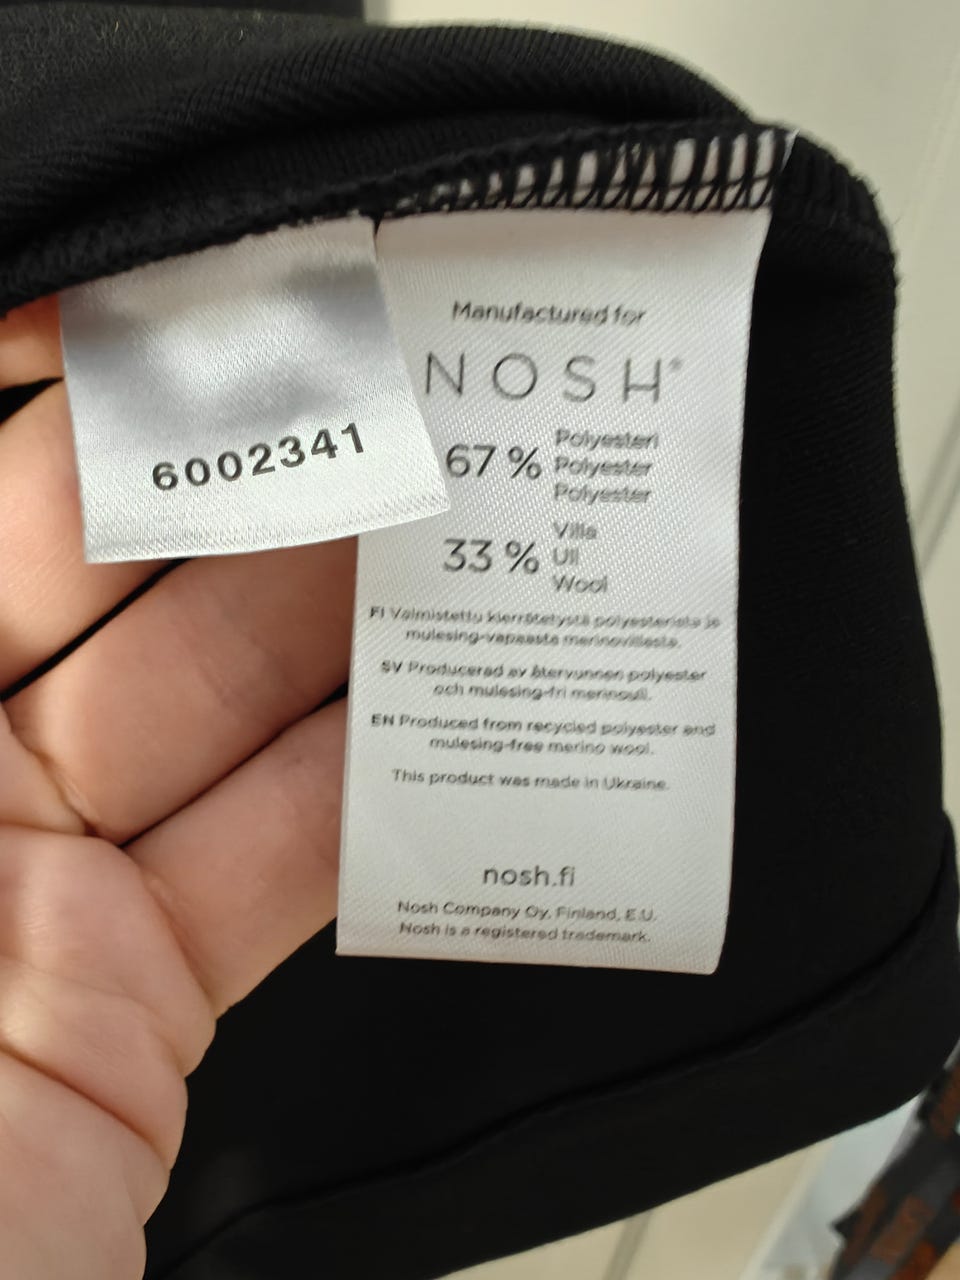 6002341
Manufactured for
NOSH®
67 % Polyesteri
Polyester
Polyester
33 % Villa
Ull
Wool
FI Valmistettu kierrätetystä polyesteristä ja
mulesing-vapaasta merinovillasta.
SV Producerad av återvunnen polyester
och mulesing-fri merinoull.
EN Produced from recycled polyester and
mulesing-free merino wool.
This product was made in Ukraine.
nosh.fi
Nosh Company Oy, Finland, E.U.
Nosh is a registered trademark.